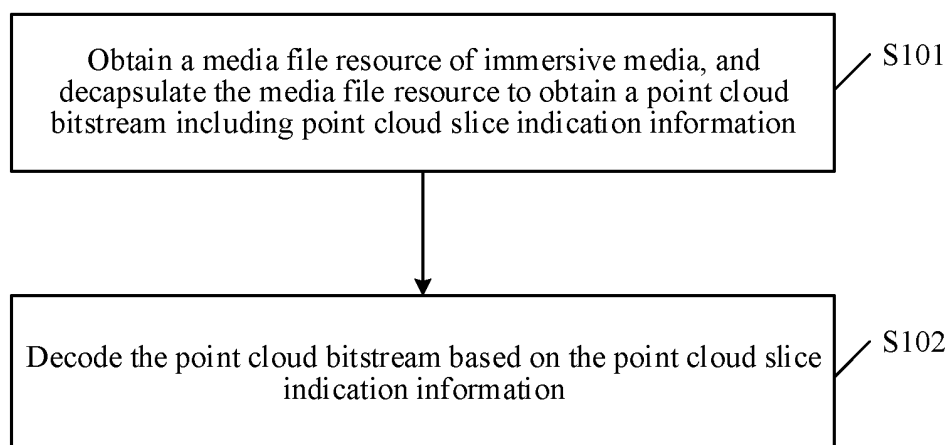 Obtain a media file resource of immersive media, and
decapsulate the media file resource to obtain a point cloud
bitstream including point cloud slice indication information
S101
Decode the point cloud bitstream based on the point cloud slice
indication information
S102